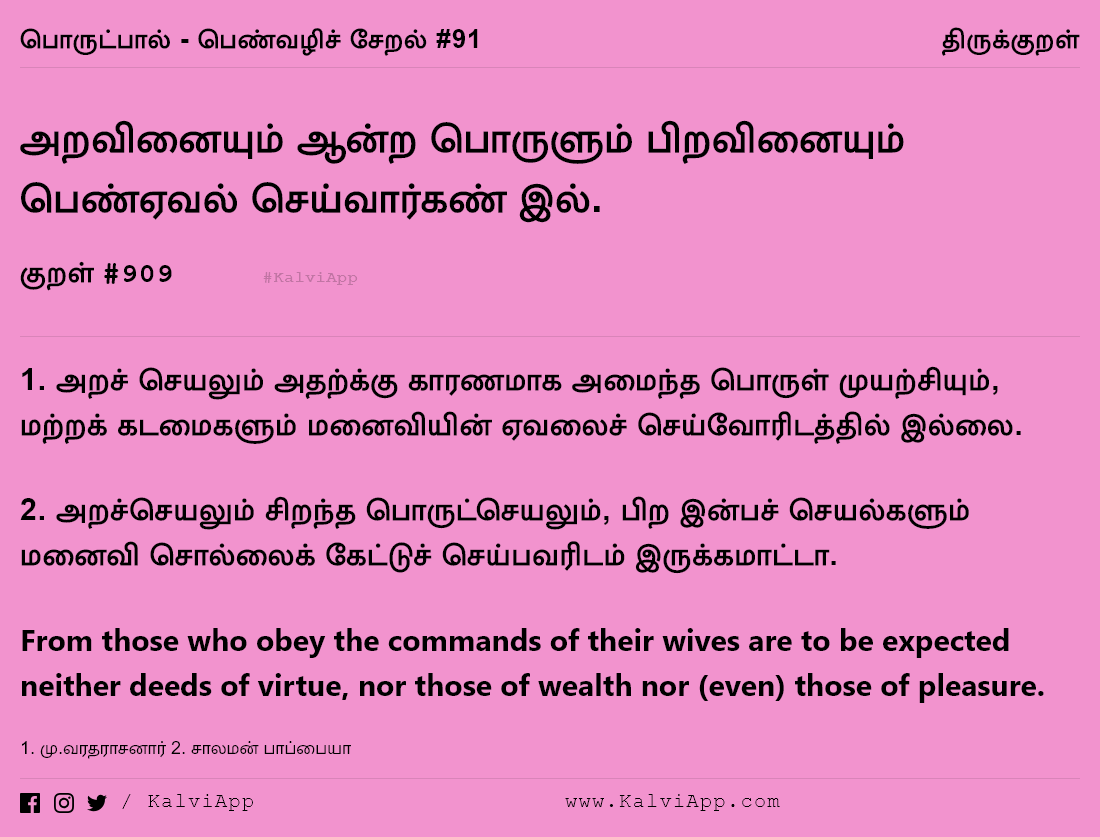 பொருட்பால் - பெண்வழிச் சேறல் #91 திருக்குறள்
அறவினையும் ஆன்ற பொருளும் பிறவினையும்
பெண்ஏவல் செய்வார்கண் இல்.
குறள் #909 #KalviApp
1. அறச் செயலும் அதற்க்கு காரணமாக அமைந்த பொருள் முயற்சியும்,
மற்றக் கடமைகளும் மனைவியின் ஏவலைச் செய்வோரிடத்தில் இல்லை.
2. அறச்செயலும் சிறந்த பொருட்செயலும், பிற இன்பச் செயல்களும்
மனைவி சொல்லைக் கேட்டுச் செய்பவரிடம் இருக்கமாட்டா.
From those who obey the commands of their wives are to be expected
neither deeds of virtue, nor those of wealth nor (even) those of pleasure.
1. மு.வரதராசனார் 2. சாலமன் பாப்பையா
/ KalviApp www.KalviApp.com